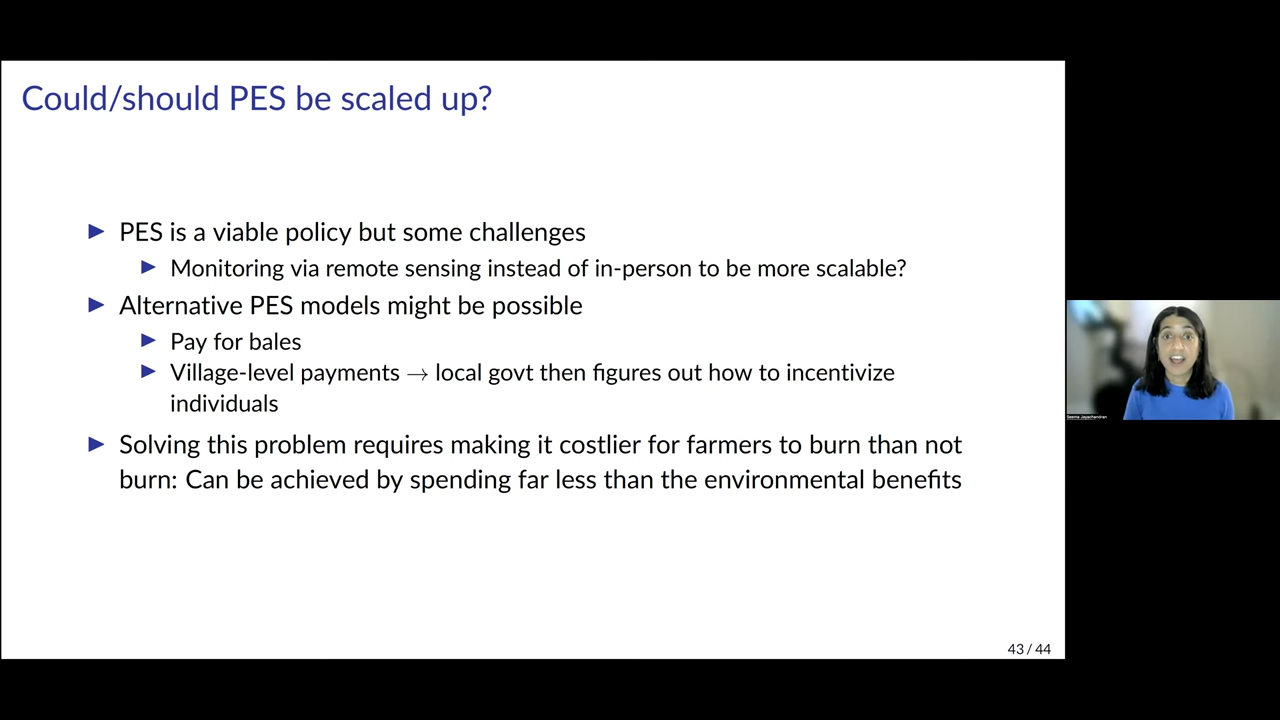 Could/should PES be scaled up?
▶ PES is a viable policy but some challenges
▶ Monitoring via remote sensing instead of in-person to be more scalable?
▶ Alternative PES models might be possible
▶ Pay for bales
▶ Village-level payments → local govt then figures out how to incentivize
individuals
▶ Solving this problem requires making it costlier for farmers to burn than not
burn: Can be achieved by spending far less than the environmental benefits
Seema Jayachandran
43 / 44